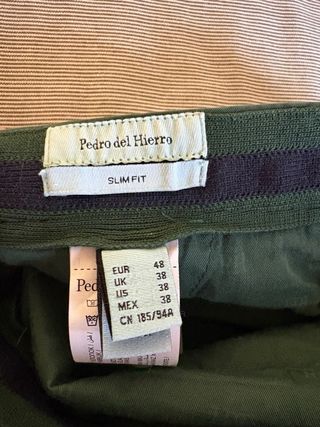 Pedro del Hierro
SLIM FIT
EUR 48
UK 38
US 38
MEX 38
CN 185/94A
Ped